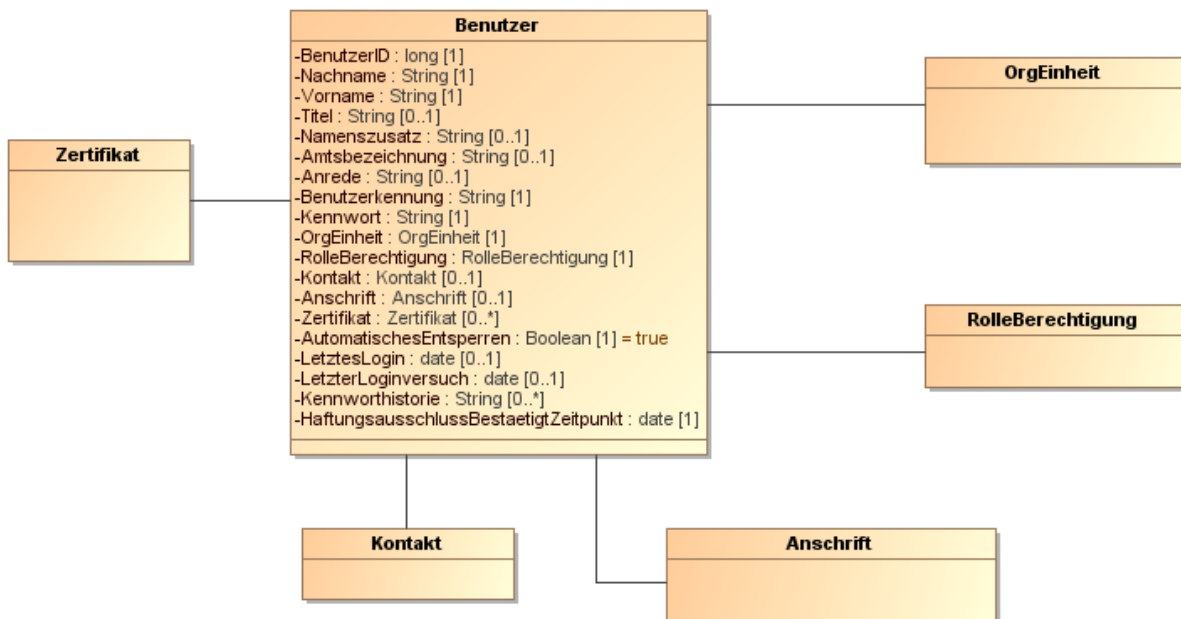 Benutzer
-BenutzerID : long [1]
-Nachname : String [1]
-Vorname : String [1]
-Titel : String [0..1]
-Namenszusatz : String [0..1]
-Amtsbezeichnung : String [0..1]
-Anrede : String [0..1]
-Benutzerkennung : String [1]
-Kennwort : String [1]
-OrgEinheit : OrgEinheit [1]
-RolleBerechtigung : RolleBerechtigung [1]
-Kontakt : Kontakt [0..1]
-Anschrift : Anschrift [0..1]
-Zertifikat : Zertifikat [0..*]
-AutomatischesEntsperren : Boolean [1] = true
-LetztesLogin : date [0..1]
-LetzterLoginversuch : date [0..1]
-Kennworthistorie : String [0..*]
-HaftungsausschlussBestaetigtZeitpunkt : date [1]
OrgEinheit
Zertifikat
RolleBerechtigung
Kontakt
Anschrift